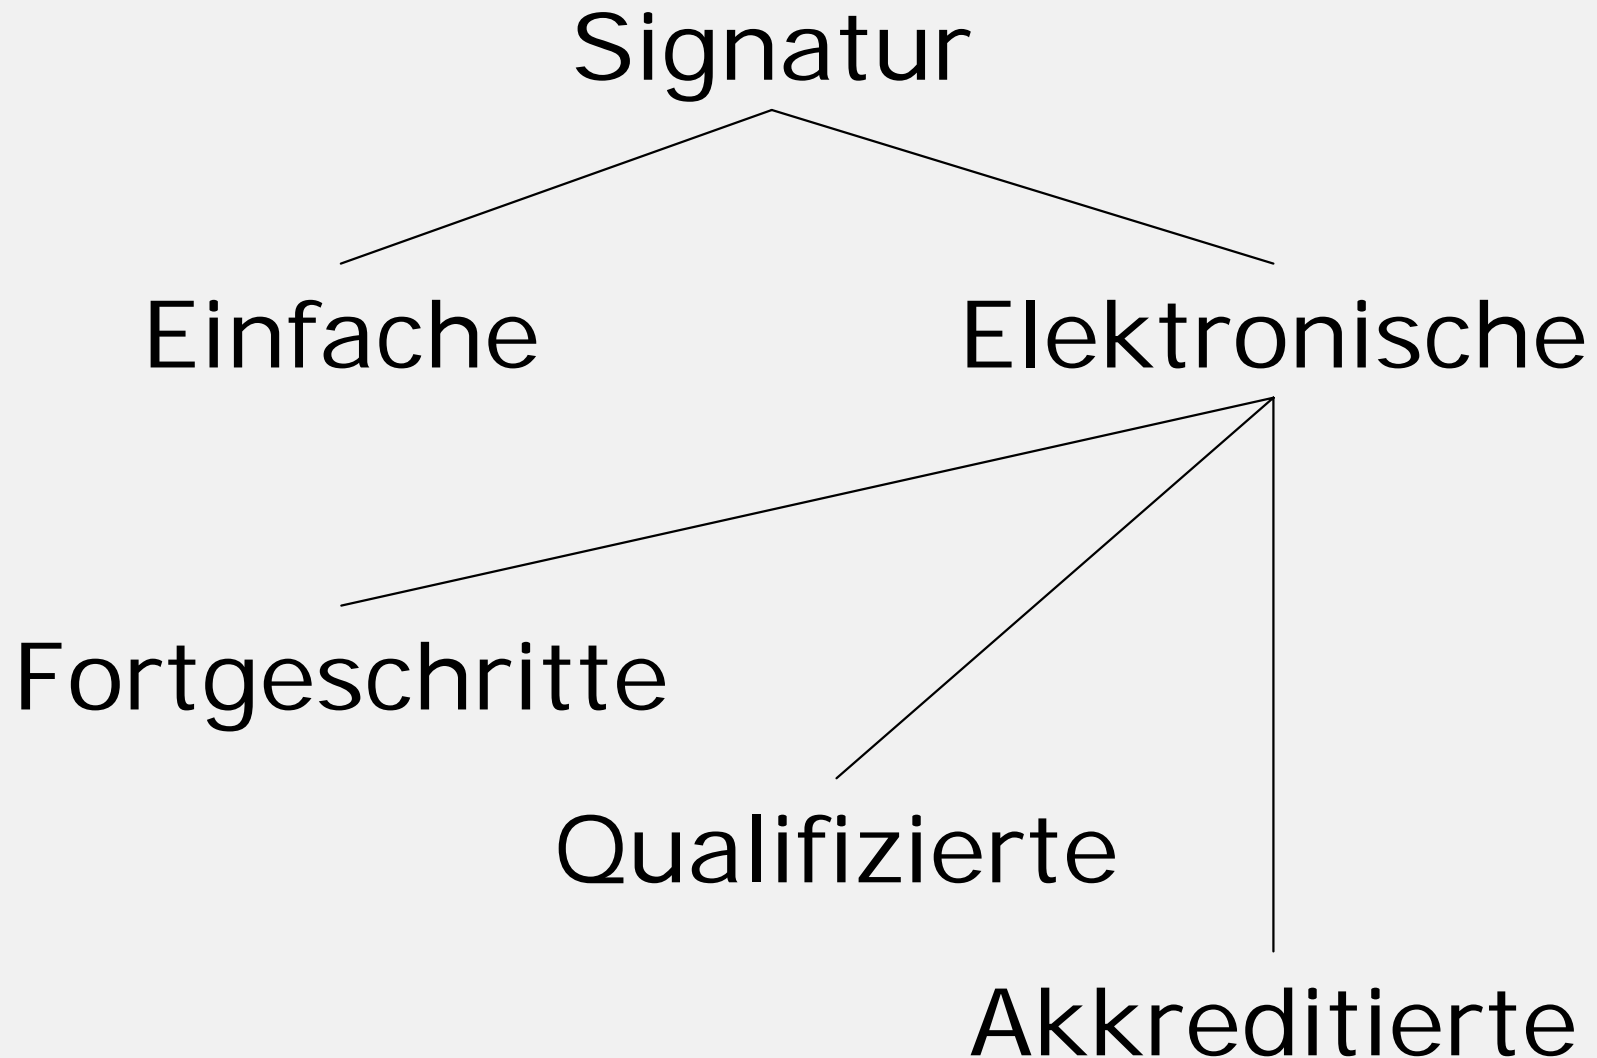 Signatur
Einfache
Elektronische
Fortgeschritte
Qualifizierte
Akkreditierte